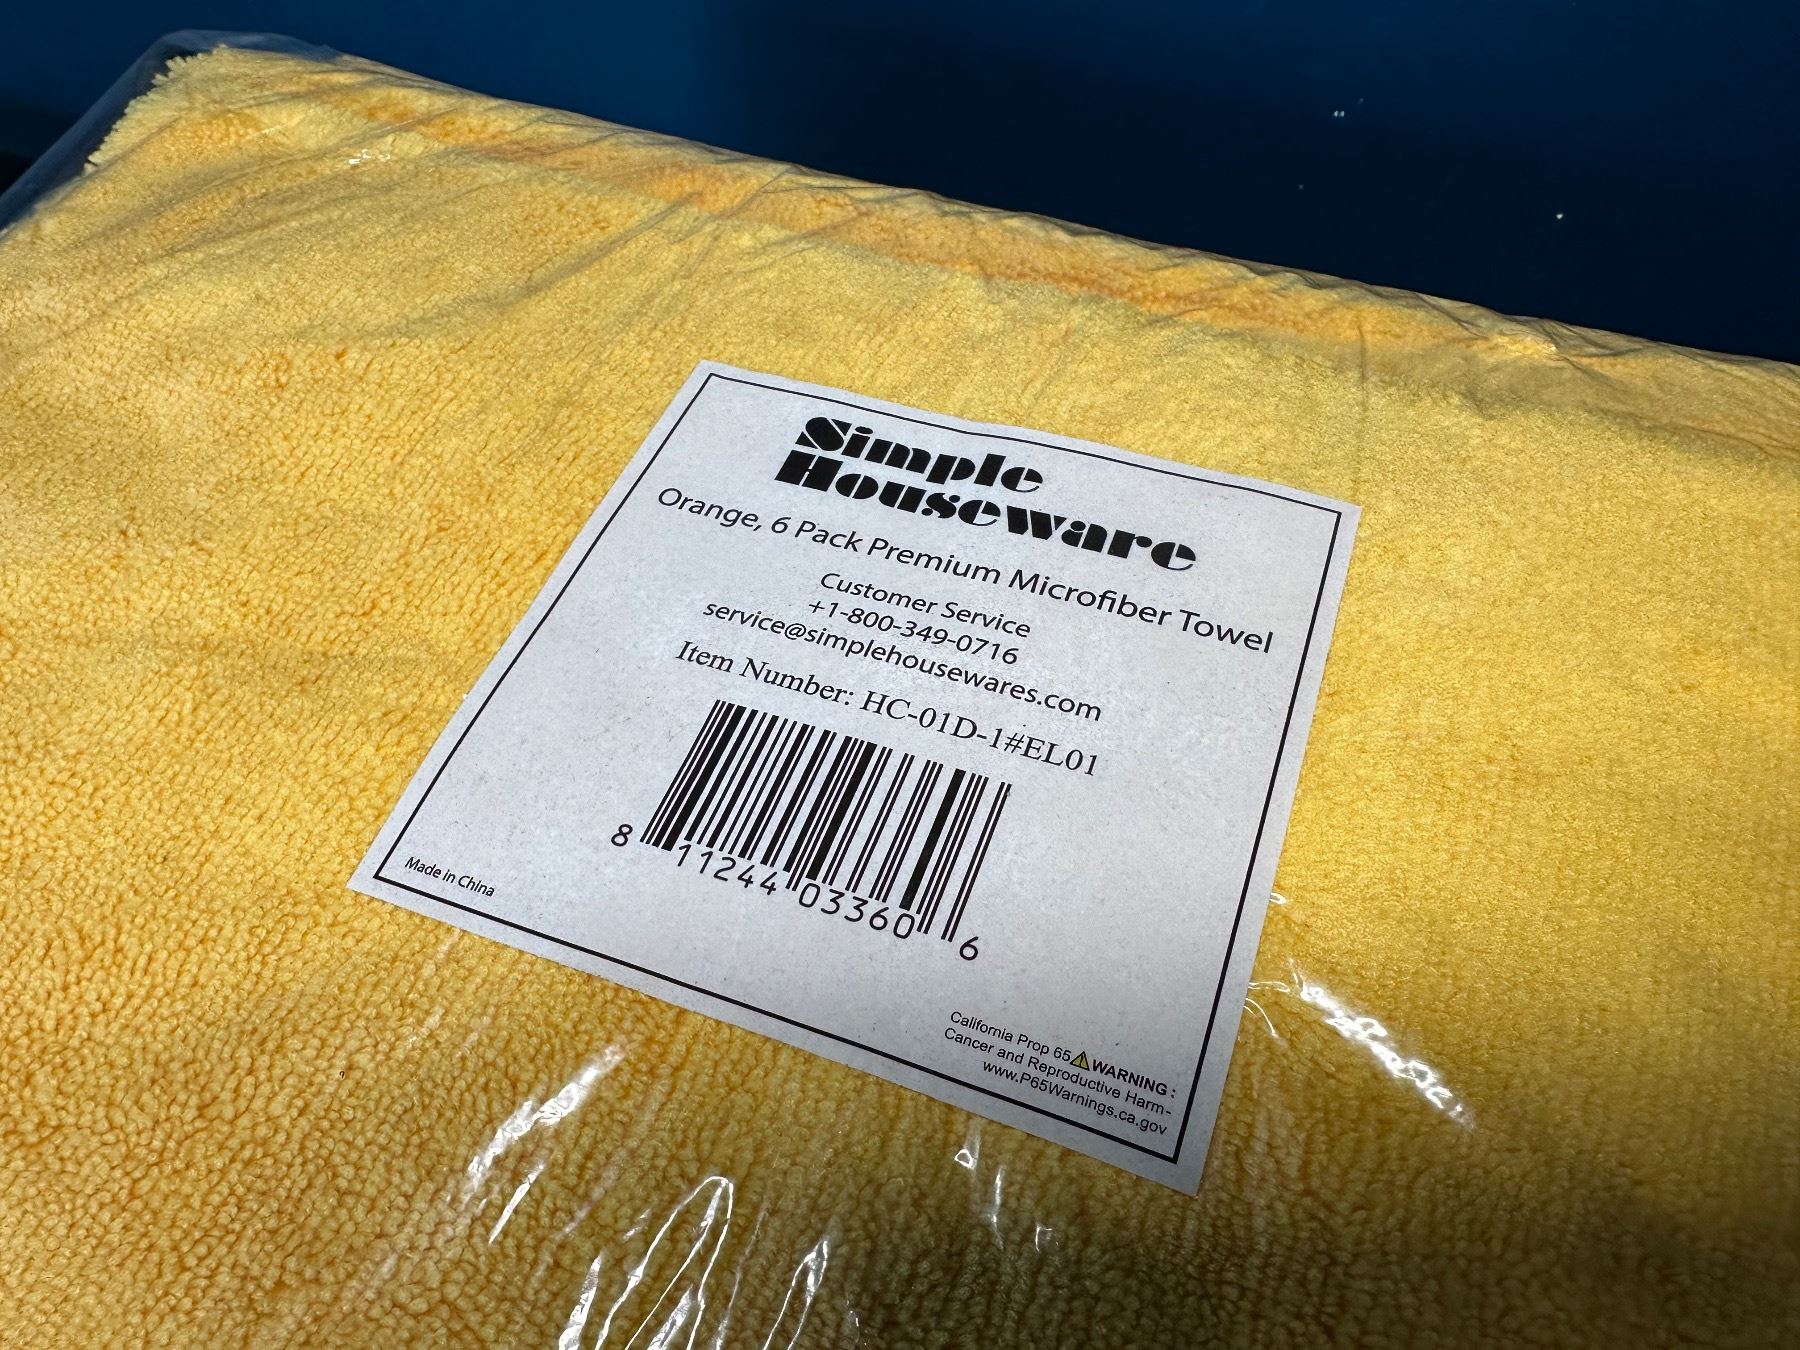 Simple
Houseware
Orange, 6 Pack Premium Microfiber Towel
Customer Service
+1-800-349-0716
service@simplehousewares.com
Item Number: HC-01D-1#EL01
8 11244 03360 6
Made in China
California Prop 65⚠WARNING :
Cancer and Reproductive Harm-
www.P65Warnings.ca.gov